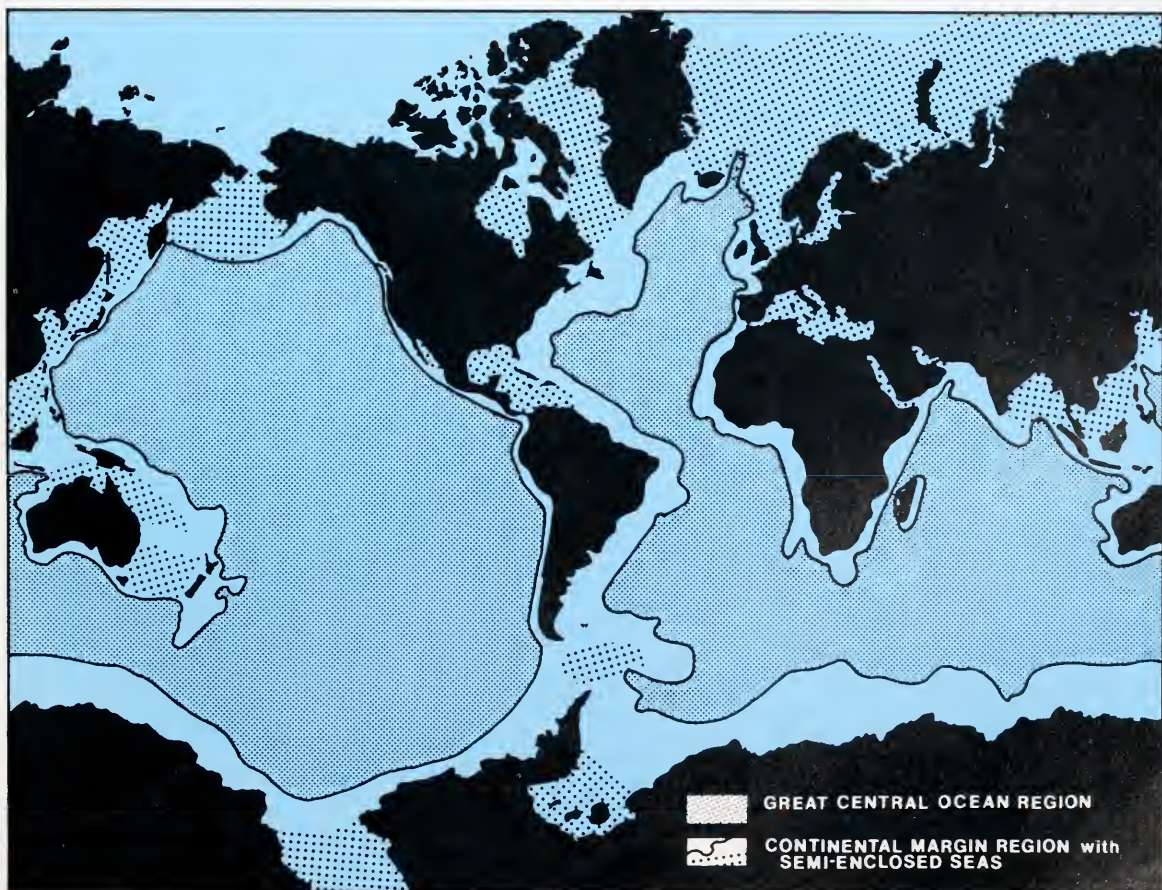 GREAT CENTRAL OCEAN REGION
CONTINENTAL MARGIN REGION with
SEMI-ENCLOSED SEAS